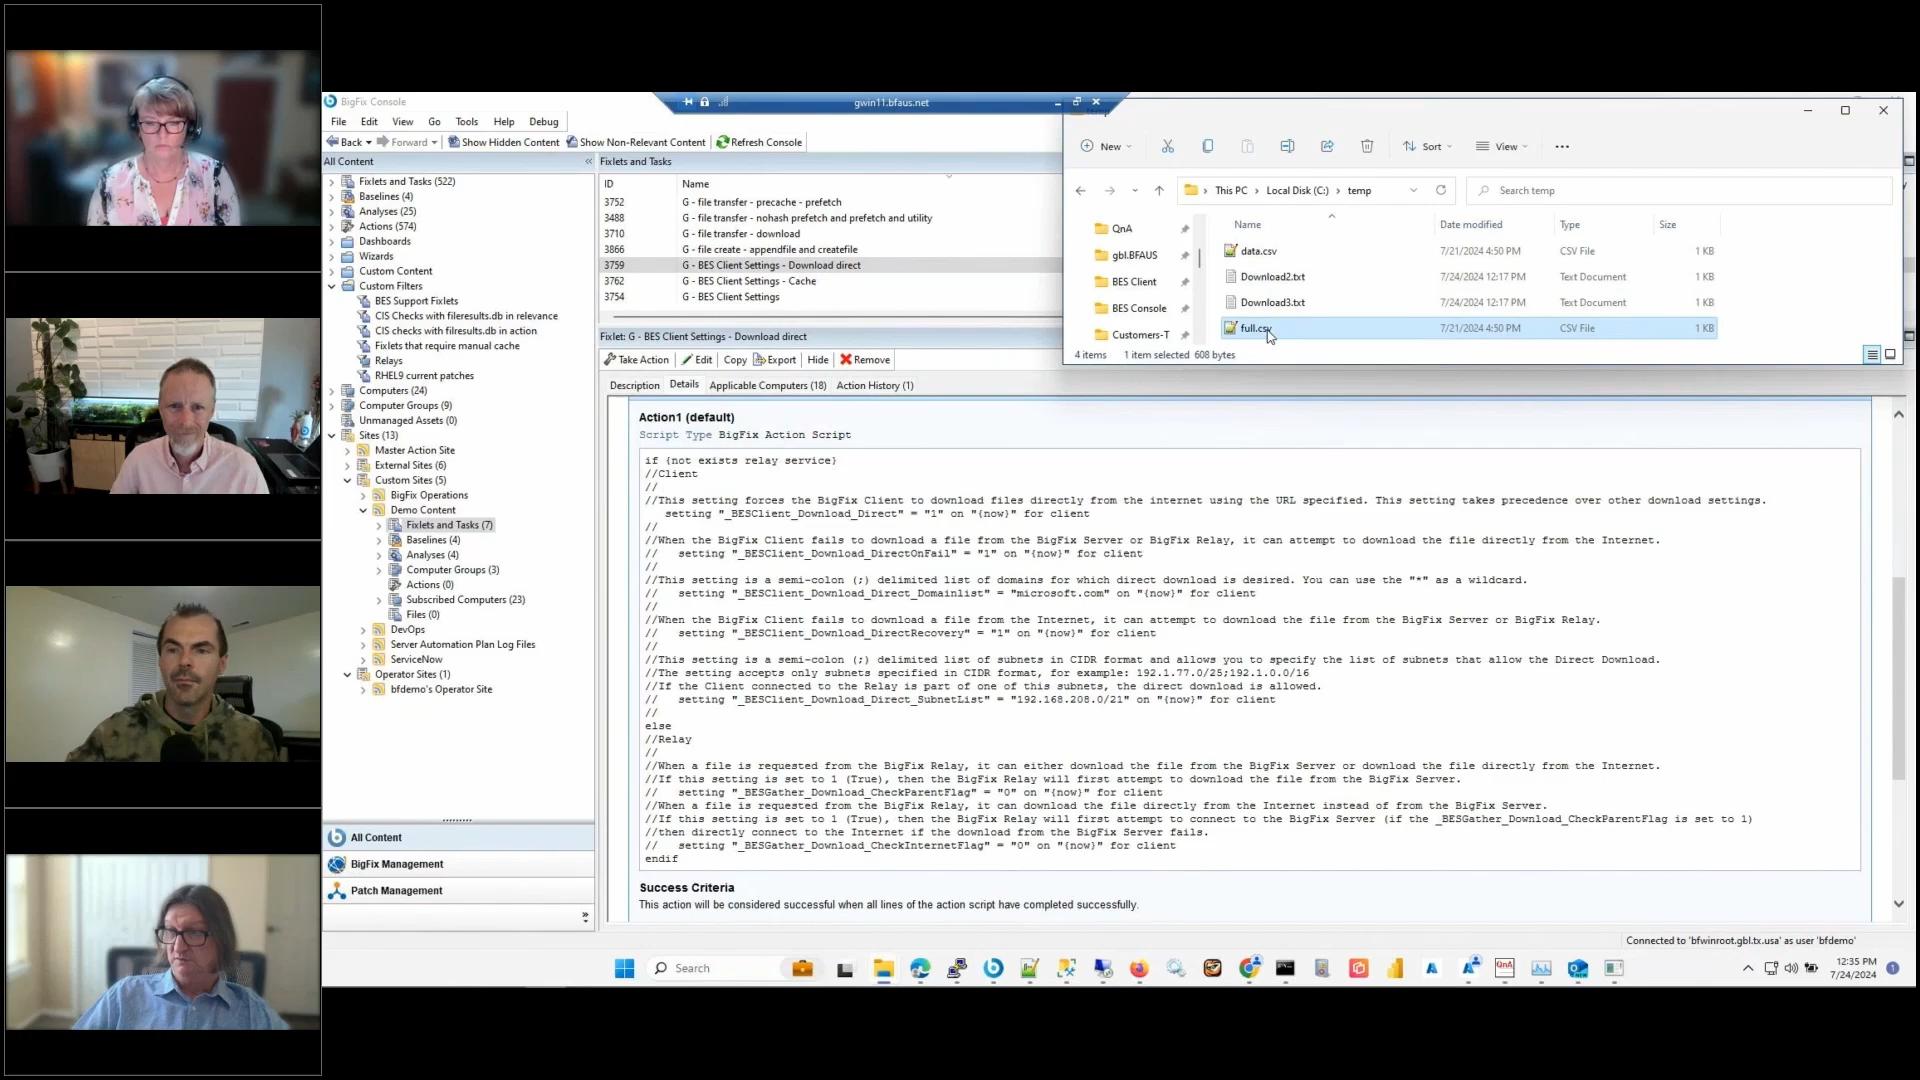 BigFix Console
gwin11.bfaus.net
File Edit View Go Tools Help Debug
Back Forward Show Hidden Content Show Non-Relevant Content Refresh Console
All Content
Fixlets and Tasks (522)
Baselines (4)
Analyses (25)
Actions (574)
Dashboards
Wizards
Custom Content
Custom Filters
BES Support Fixlets
CIS Checks with fileresults.db in relevance
CIS checks with filresults.db in action
Fixlets that require manual cache
Relays
RHEL9 current patches
Computers (24)
Computer Groups (9)
Unmanaged Assets (0)
Sites (13)
Master Action Site
External Sites (6)
Custom Sites (5)
BigFix Operations
Demo Content
Fixlets and Tasks (7)
Baselines (4)
Analyses (4)
Computer Groups (3)
Actions (0)
Subscribed Computers (23)
Files (0)
DevOps
Server Automation Plan Log Files
ServiceNow
Operator Sites (1)
bfdemo's Operator Site
All Content
BigFix Management
Patch Management
Fixlets and Tasks
ID Name
3752 G - file transfer - precache - prefetch
3488 G - file transfer - nohash prefetch and prefetch and utility
3710 G - file transfer - download
3866 G - file create - appendfile and createfile
3759 G - BES Client Settings - Download direct
3762 G - BES Client Settings - Cache
3754 G - BES Client Settings
New Sort View
This PC Local Disk (C:) temp
Search temp
QnA
gbl.BFAUS
BES Client
BES Console
Customers-T
Name Date modified Type Size
data.csv 7/21/2024 4:50 PM CSV File 1 KB
Download2.txt 7/24/2024 12:17 PM Text Document 1 KB
Download3.txt 7/24/2024 12:17 PM Text Document 1 KB
full.csv 7/21/2024 4:50 PM CSV File 1 KB
4 items 1 item selected 608 bytes
Fixlet: G - BES Client Settings - Download direct
Take Action Edit Copy Export Hide Remove
Description Details Applicable Computers (18) Action History (1)
Action1 (default)
Script Type BigFix Action Script
if {not exists relay service}
//Client
//
//This setting forces the BigFix Client to download files directly from the internet using the URL specified. This setting takes precedence over other download settings.
setting "_BESClient_Download_Direct" = "1" on "{now}" for client
//
//When the BigFix Client fails to download a file from the BigFix Server or BigFix Relay, it can attempt to download the file directly from the Internet.
// setting "_BESClient_Download_DirectOnFail" = "1" on "{now}" for client
//
//This setting is a semi-colon (;) delimited list of domains for which direct download is desired. You can use the "*" as a wildcard.
// setting "_BESClient_Download_Direct_Domainlist" = "microsoft.com" on "{now}" for client
//
//When the BigFix Client fails to download a file from the Internet, it can attempt to download the file from the BigFix Server or BigFix Relay.
// setting "_BESClient_Download_DirectRecovery" = "1" on "{now}" for client
//
//This setting is a semi-colon (;) delimited list of subnets in CIDR format and allows you to specify the list of subnets that allow the Direct Download.
//The setting accepts only subnets specified in CIDR format, for example: 192.1.77.0/25;192.1.0.0/16
//If the Client connected to the Relay is part of one of this subnets, the direct download is allowed.
// setting "_BESClient_Download_Direct_SubnetList" = "192.168.208.0/21" on "{now}" for client
//
else
//Relay
//
//When a file is requested from the BigFix Relay, it can either download the file from the BigFix Server or download the file directly from the Internet.
//If this setting is set to 1 (True), then the BigFix Relay will first attempt to download the file from the BigFix Server.
// setting "_BESGather_Download_CheckParentFlag" = "0" on "{now}" for client
//When a file is requested from the BigFix Relay, it can download the file directly from the Internet instead of from the BigFix Server.
//If this setting is set to 1 (True), then the BigFix Relay will first attempt to connect to the BigFix Server (if the _BESGather_Download_CheckParentFlag is set to 1)
//then directly connect to the Internet if the download from the BigFix Server fails.
// setting "_BESGather_Download_CheckInternetFlag" = "0" on "{now}" for client
endif
Success Criteria
This action will be considered successful when all lines of the action script have completed successfully.
Connected to 'bfwinroot.gbl.tx.usa' as user 'bfdemo'
Search
QnA
12:35 PM
7/24/2024
1